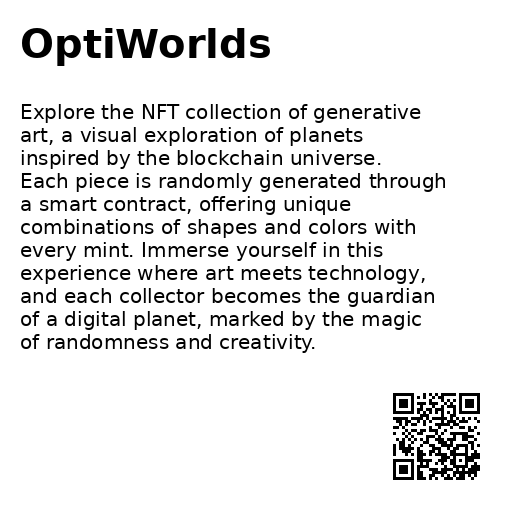 OptiWorlds
Explore the NFT collection of generative
art, a visual exploration of planets
inspired by the blockchain universe.
Each piece is randomly generated through
a smart contract, offering unique
combinations of shapes and colors with
every mint. Immerse yourself in this
experience where art meets technology,
and each collector becomes the guardian
of a digital planet, marked by the magic
of randomness and creativity.